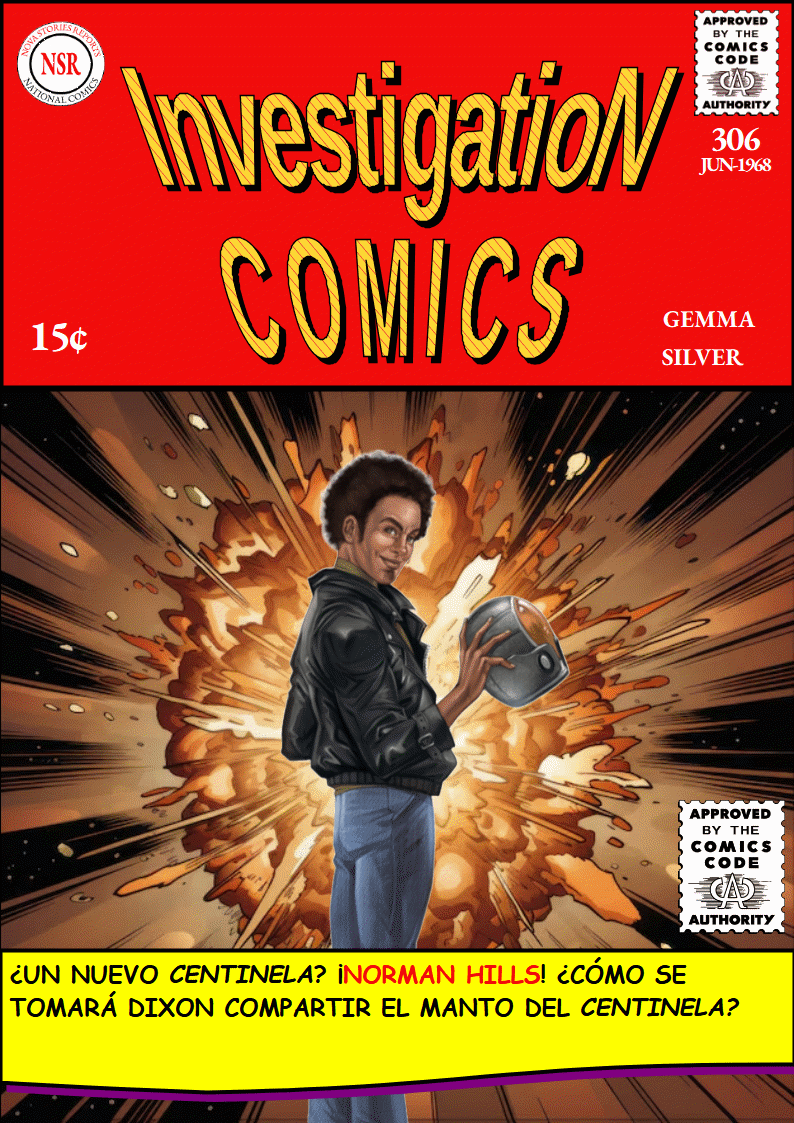 NOVA STORIES REPORTS
NSR
NATIONAL COMICS
InvestigatioN
COMICS
APPROVED
BY THE
COMICS
CODE
CA
AUTHORITY
306
JUN-1968
15¢
GEMMA
SILVER
APPROVED
BY THE
COMICS
CODE
CA
AUTHORITY
¿UN NUEVO CENTINELA? ¡NORMAN HILLS! ¿CÓMO SE
TOMARÁ DIXON COMPARTIR EL MANTO DEL CENTINELA?